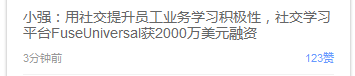 小强：用社交提升员工业务学习积极性，社交学习
平台FuseUniversal获2000万美元融资
3分钟前 123赞